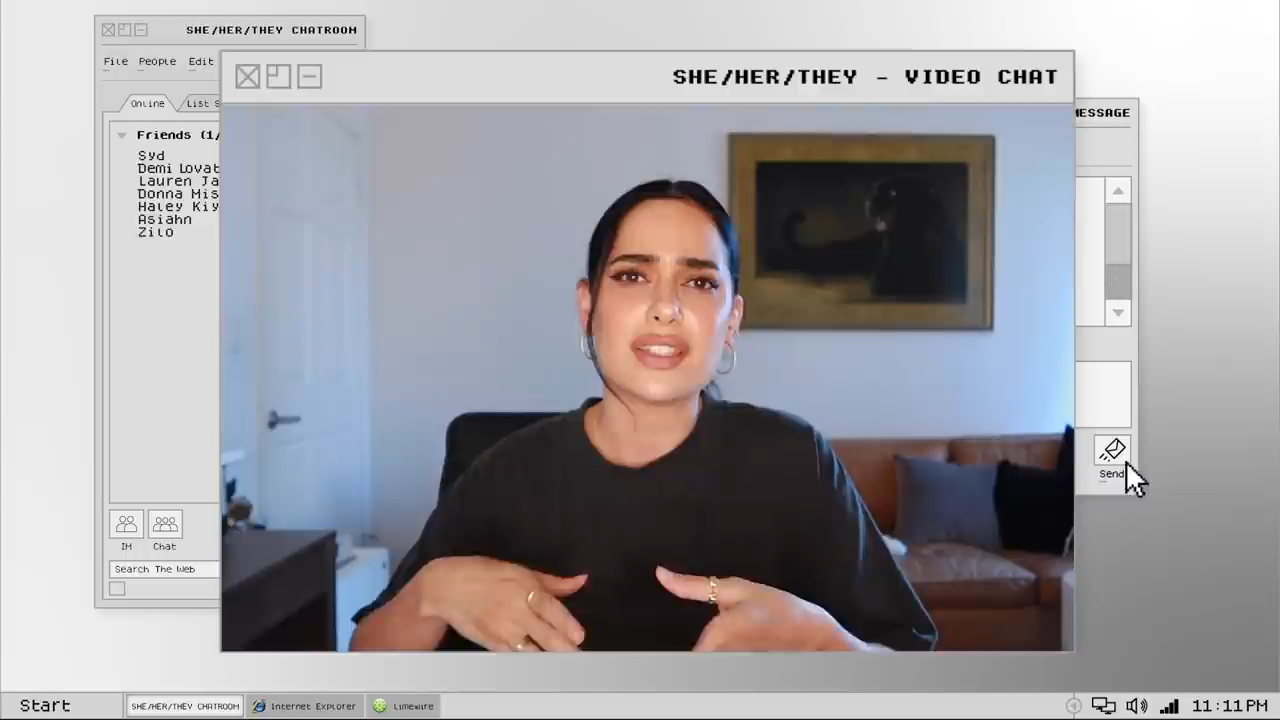 SHE/HER/THEY CHATROOM
File People Edit
Online List S
Friends (1/
Syd
Demi Lovat
Lauren Ja
Donna Mis
Haley Kiy
Asiahn
Zilo
IM Chat
Search The Web
SHE/HER/THEY - VIDEO CHAT
MESSAGE
Send
Start SHE/HER/THEY CHATROOM Internet Explorer Limewire 11:11PM